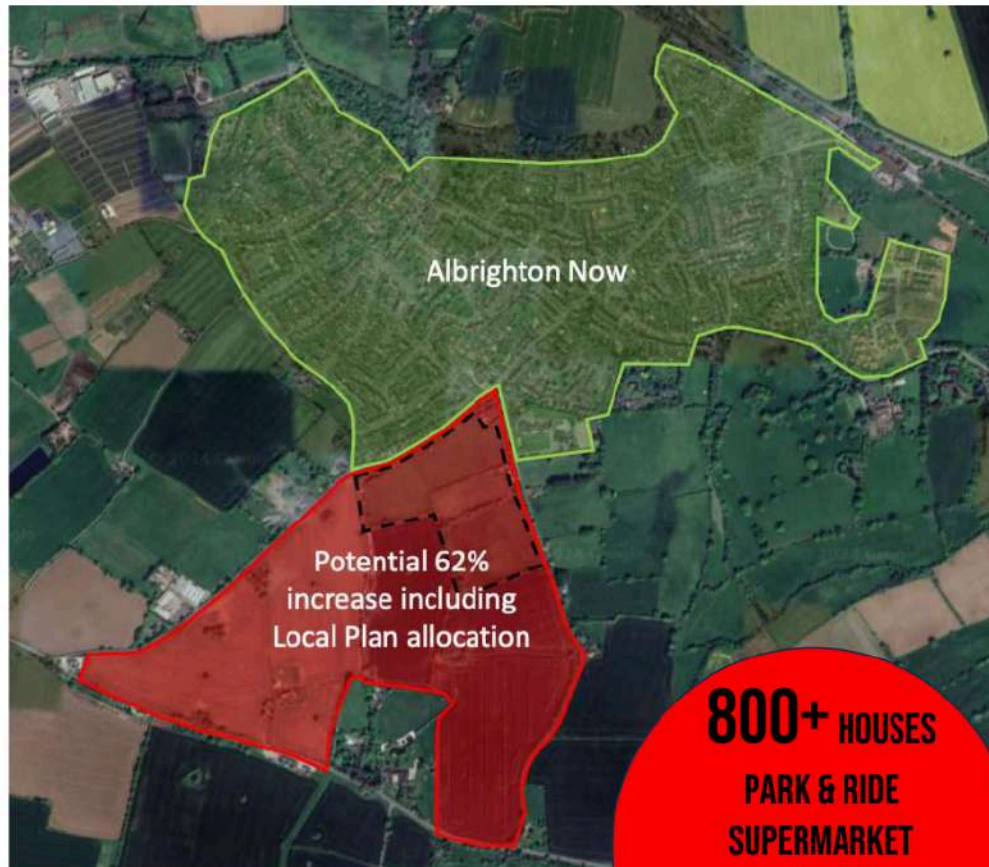 Albrighton Now
Potential 62%
increase including
Local Plan allocation
800+ HOUSES
PARK & RIDE
SUPERMARKET